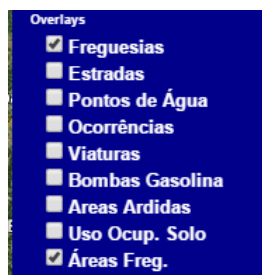 Overlays
Freguesias
Estradas
Pontos de Água
Ocorrências
Viaturas
Bombas Gasolina
Areas Ardidas
Uso Ocup. Solo
Áreas Freg.